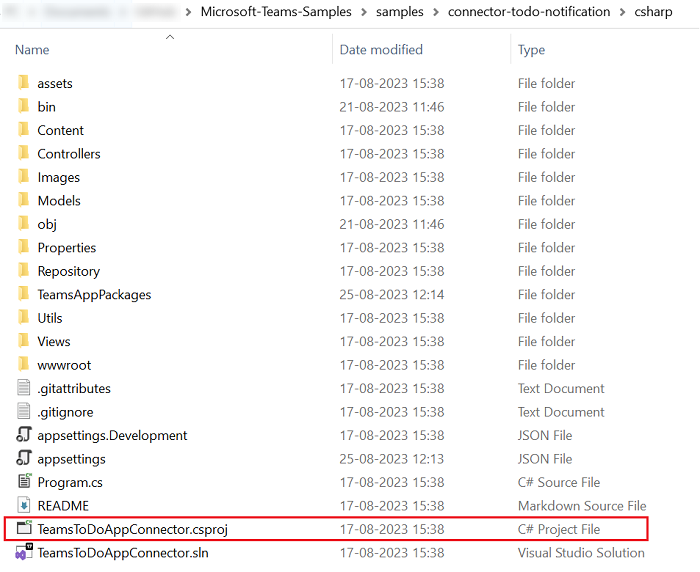 Microsoft-Teams-Samples > samples > connector-todo-notification > csharp
Name Date modified Type
assets 17-08-2023 15:38 File folder
bin 21-08-2023 11:46 File folder
Content 17-08-2023 15:38 File folder
Controllers 17-08-2023 15:38 File folder
Images 17-08-2023 15:38 File folder
Models 17-08-2023 15:38 File folder
obj 21-08-2023 11:46 File folder
Properties 17-08-2023 15:38 File folder
Repository 17-08-2023 15:38 File folder
TeamsAppPackages 25-08-2023 12:14 File folder
Utils 17-08-2023 15:38 File folder
Views 17-08-2023 15:38 File folder
wwwroot 17-08-2023 15:38 File folder
.gitattributes 17-08-2023 15:38 Text Document
.gitignore 17-08-2023 15:38 Text Document
appsettings.Development 17-08-2023 15:38 JSON File
appsettings 25-08-2023 12:13 JSON File
Program.cs 17-08-2023 15:38 C# Source File
README 17-08-2023 15:38 Markdown Source File
TeamsToDoAppConnector.csproj 17-08-2023 15:38 C# Project File
TeamsToDoAppConnector.sln 17-08-2023 15:38 Visual Studio Solution